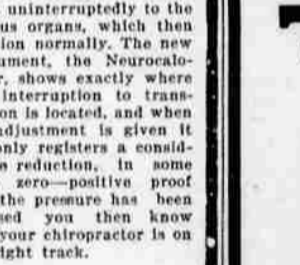 uninterruptedly to the
us organs, which then
ion normally. The new
ument, the Neurocalo-
r, shows exactly where
interruption to trans-
on is located, and when
adjustment is given it
only registers a consid-
e reduction, in some
zero—positive proof
the pressure has been
sed you then know
your chiropractor is on
ight track.